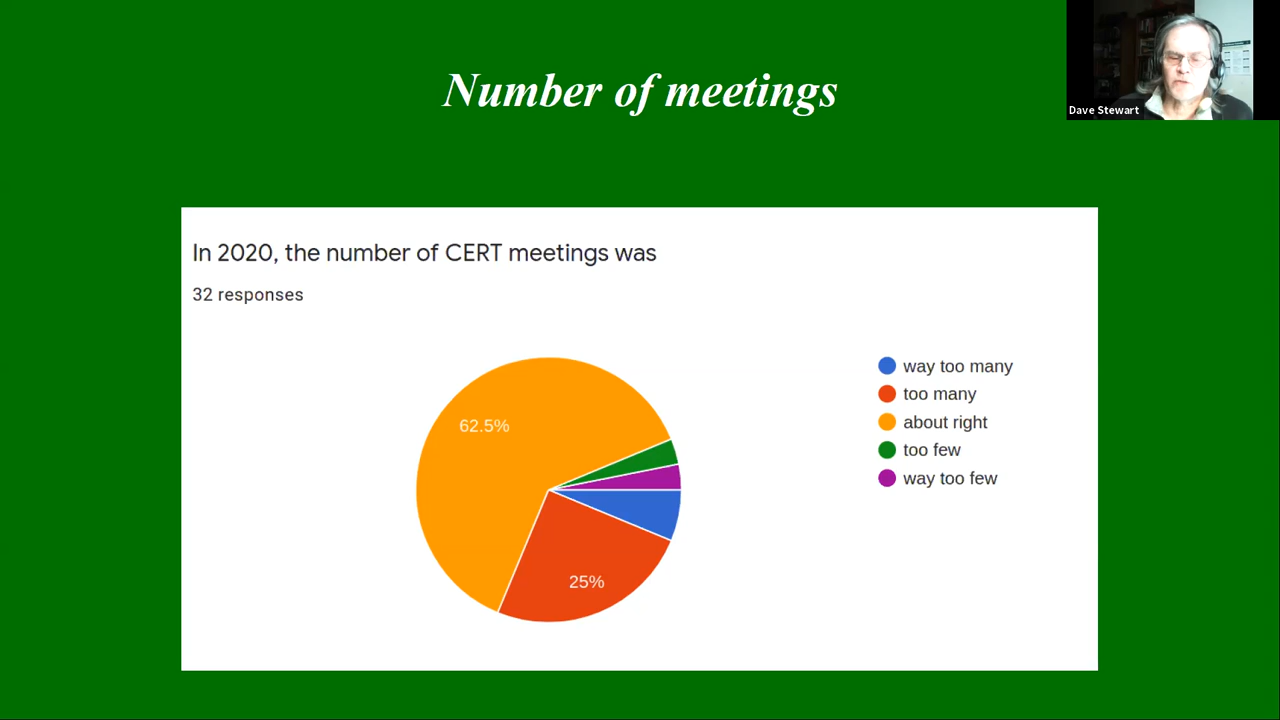 Number of meetings
Dave Stewart
In 2020, the number of CERT meetings was
32 responses
way too many
too many
about right
too few
way too few
62.5%
25%